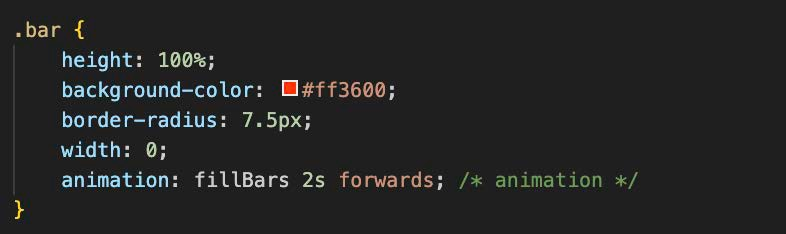 .bar {
    height: 100%;
    background-color: #ff3600;
    border-radius: 7.5px;
    width: 0;
    animation: fillBars 2s forwards; /* animation */
}